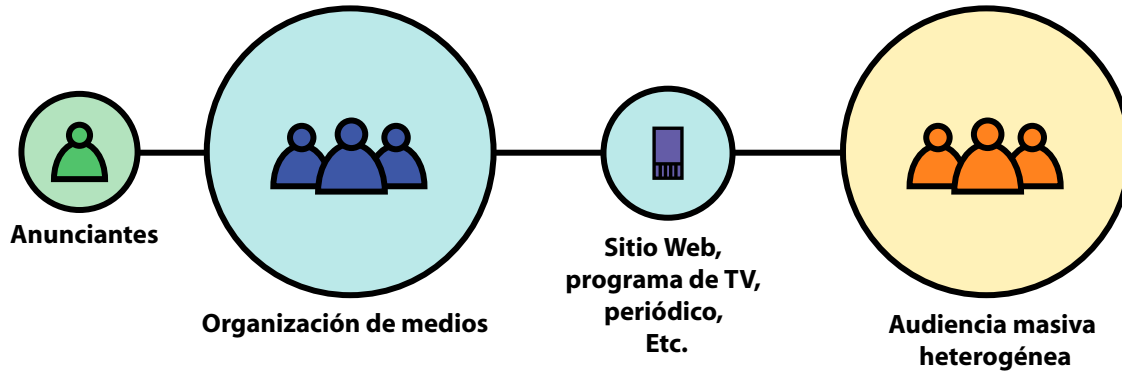 Anunciantes
Organización de medios
Sitio Web,
programa de TV,
periódico,
Etc.
Audiencia masiva
heterogénea